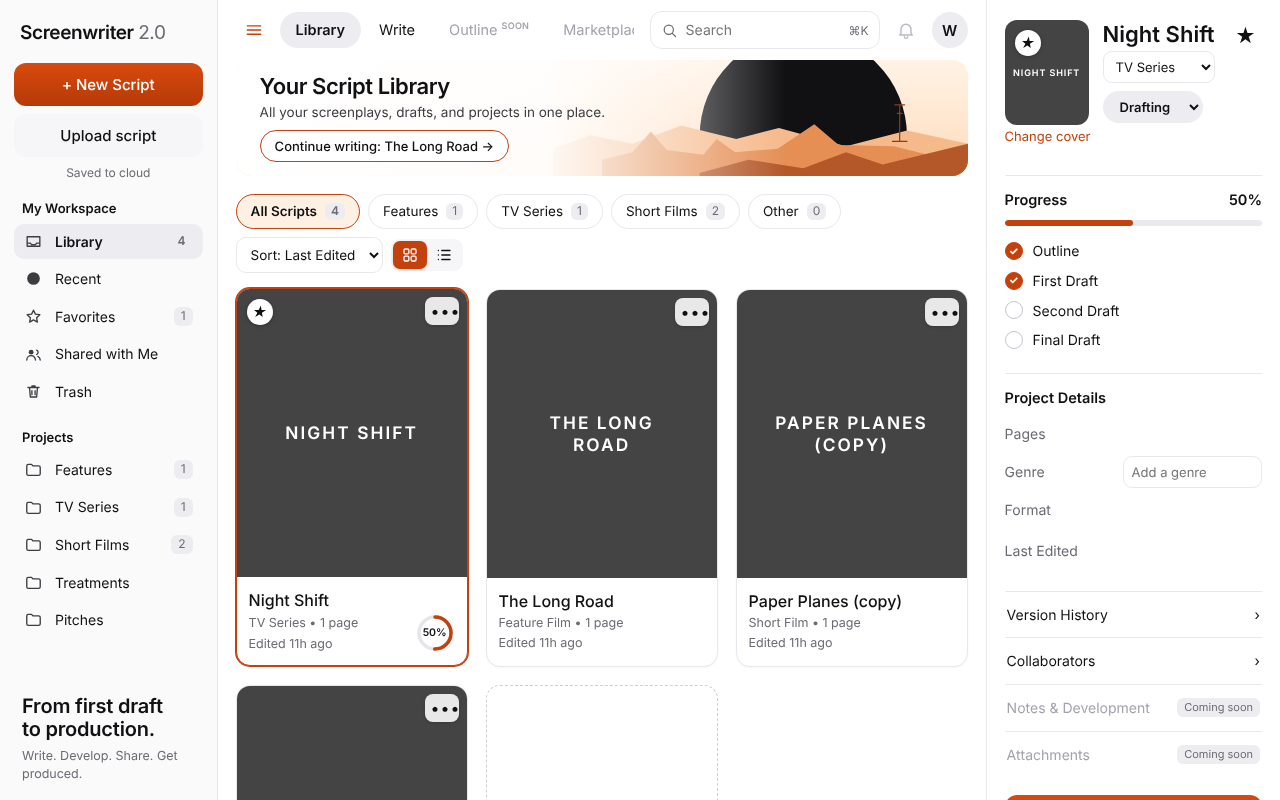 Screenwriter 2.0
+ New Script
Upload script
Saved to cloud
My Workspace
Library 4
Recent
Favorites 1
Shared with Me
Trash
Projects
Features 1
TV Series 1
Short Films 2
Treatments
Pitches
From first draft
to production.
Write. Develop. Share. Get
produced.
Library Write Outline SOON
Search ⌘K
W
Your Script Library
All your screenplays, drafts, and projects in one place.
Continue writing: The Long Road →
All Scripts 4 Features 1 TV Series 1 Short Films 2 Other 0
Sort: Last Edited
NIGHT SHIFT
Night Shift
TV Series • 1 page
Edited 11h ago
50%
THE LONG
ROAD
The Long Road
Feature Film • 1 page
Edited 11h ago
PAPER PLANES
(COPY)
Paper Planes (copy)
Short Film • 1 page
Edited 11h ago
NIGHT SHIFT
Change cover
Night Shift
TV Series
Drafting
Progress 50%
Outline
First Draft
Second Draft
Final Draft
Project Details
Pages
Genre Add a genre
Format
Last Edited
Version History ›
Collaborators ›
Notes & Development Coming soon
Attachments Coming soon